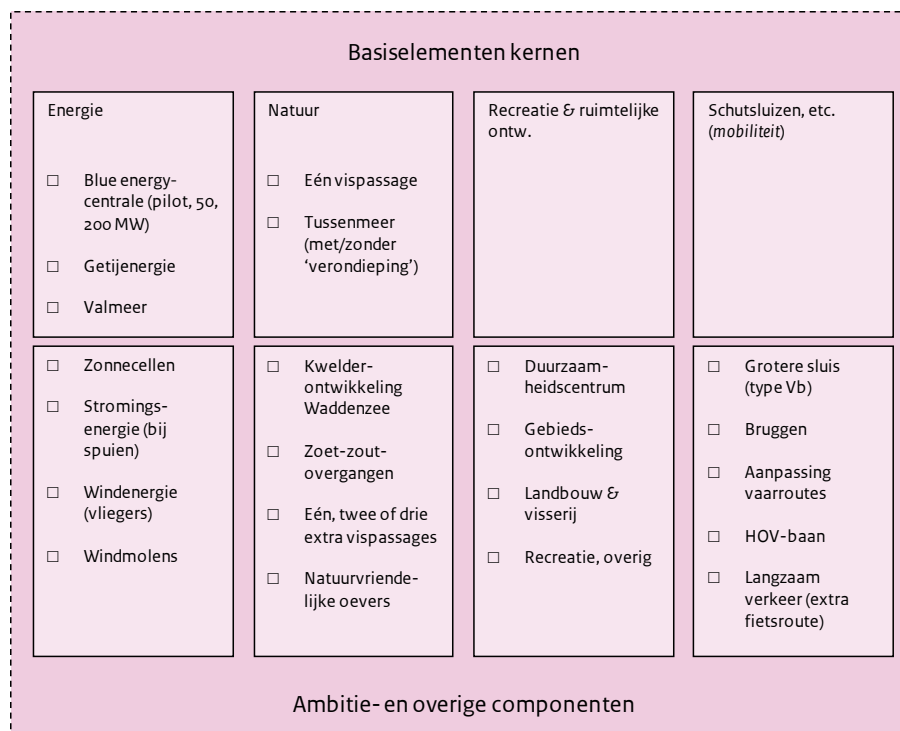 Basiselementen kernen
Energie
☐ Blue energy-
centrale (pilot, 50,
200 MW)
☐ Getijenergie
☐ Valmeer
Natuur
☐ Eén vispassage
☐ Tussenmeer
(met/zonder
‘verondieping’)
Recreatie & ruimtelijke
ontw.
Schutsluizen, etc.
(mobiliteit)
☐ Zonnecellen
☐ Stromings-
energie (bij
spuien)
☐ Windenergie
(vliegers)
☐ Windmolens
☐ Kwelder-
ontwikkeling
Waddenzee
☐ Zoet-zout-
overgangen
☐ Eén, twee of drie
extra vispassages
☐ Natuurvriende-
lijke oevers
☐ Duurzaam-
heidscentrum
☐ Gebieds-
ontwikkeling
☐ Landbouw &
visserij
☐ Recreatie, overig
☐ Grotere sluis
(type Vb)
☐ Bruggen
☐ Aanpassing
vaarroutes
☐ HOV-baan
☐ Langzaam
verkeer (extra
fietsroute)
Ambitie- en overige componenten